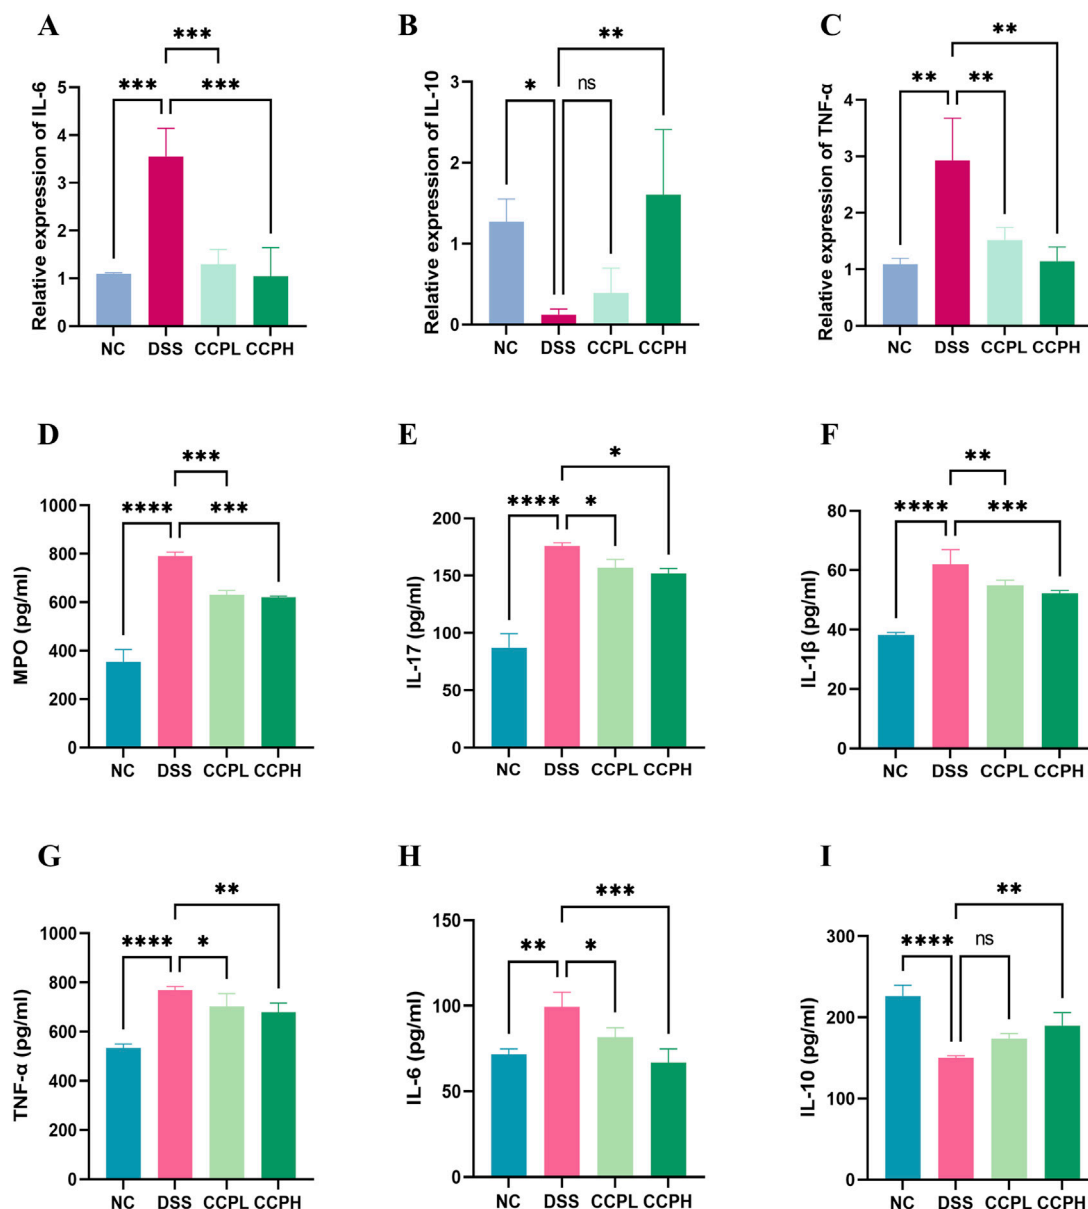 A
***
***
***
Relative expression of IL-6
5
4
3
2
1
0
NC DSS CCPL CCPH
B
**
*
ns
Relative expression of IL-10
3
2
1
0
NC DSS CCPL CCPH
C
**
**
**
Relative expression of TNF-α
4
3
2
1
0
NC DSS CCPL CCPH
D
***
****
***
MPO (pg/ml)
1000
800
600
400
200
0
NC DSS CCPL CCPH
E
*
****
*
IL-17 (pg/ml)
200
150
100
50
0
NC DSS CCPL CCPH
F
**
****
***
IL-1β (pg/ml)
80
60
40
20
0
NC DSS CCPL CCPH
G
**
****
*
TNF-α (pg/ml)
1000
800
600
400
200
0
NC DSS CCPL CCPH
H
***
**
*
IL-6 (pg/ml)
150
100
50
0
NC DSS CCPL CCPH
I
**
****
ns
IL-10 (pg/ml)
300
200
100
0
NC DSS CCPL CCPH